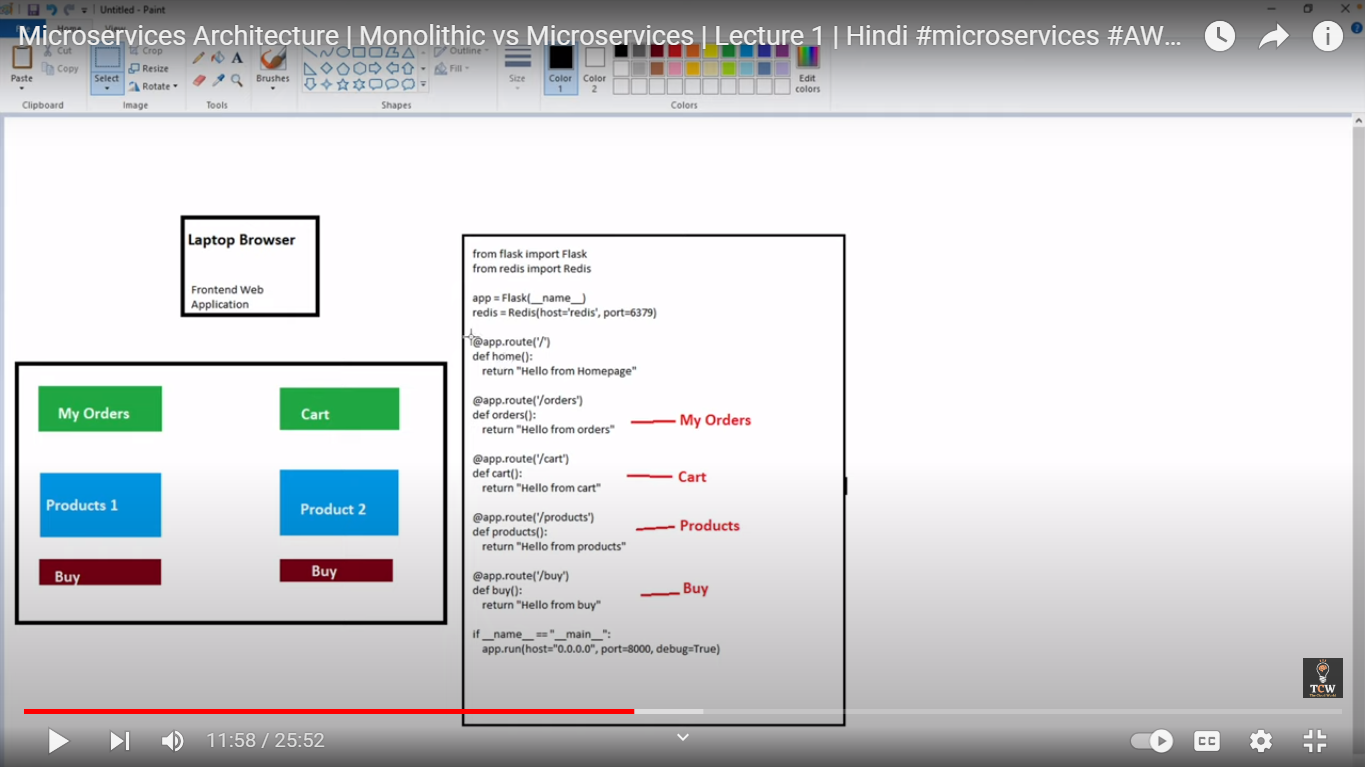 Untitled - Paint
Microservices Architecture | Monolithic vs Microservices | Lecture 1 | Hindi #microservices #AW...
Paste
Cut
Copy
Clipboard
Select
Crop
Resize
Rotate
Image
A
Tools
Brushes
Shapes
Outline
Fill
Size
Color 1
Color 2
Edit colors
Colors
Laptop Browser
Frontend Web
Application
My Orders
Cart
Products 1
Product 2
Buy
Buy
from flask import Flask
from redis import Redis
app = Flask(__name__)
redis = Redis(host='redis', port=6379)
@app.route('/')
def home():
return "Hello from Homepage"
@app.route('/orders')
def orders():
return "Hello from orders"
My Orders
@app.route('/cart')
def cart():
return "Hello from cart"
Cart
@app.route('/products')
def products():
return "Hello from products"
Products
@app.route('/buy')
def buy():
return "Hello from buy"
Buy
if __name__ == "__main__":
app.run(host="0.0.0.0", port=8000, debug=True)
TCW
11:58 / 25:52
CC